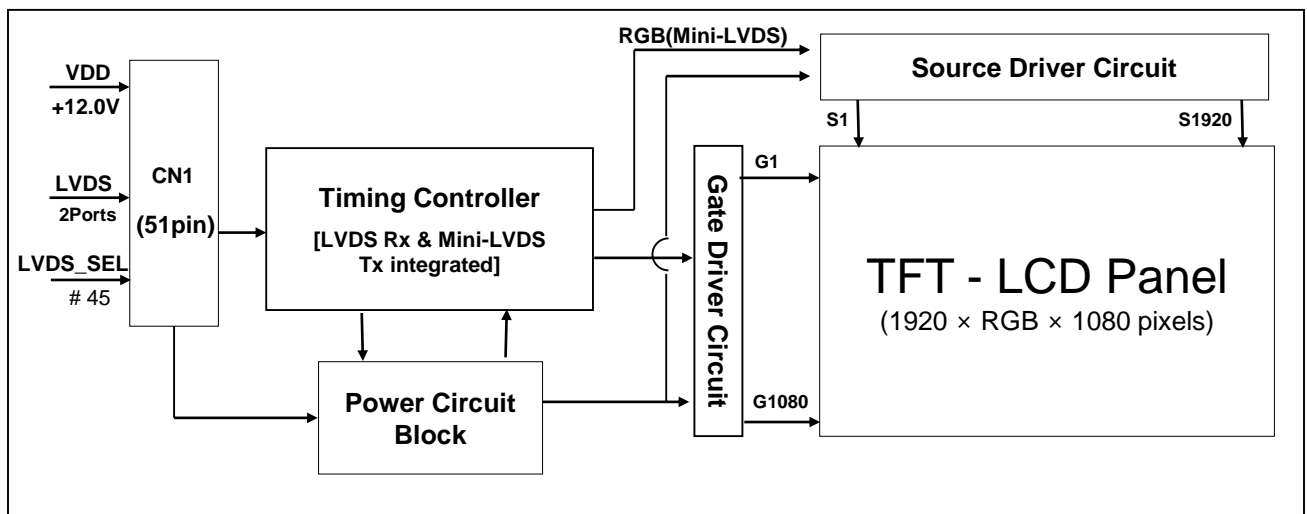 RGB(Mini-LVDS)
Source Driver Circuit
VDD
+12.0V
S1
S1920
CN1
(51pin)
LVDS
2Ports
LVDS_SEL
# 45
Timing Controller
[LVDS Rx & Mini-LVDS
Tx integrated]
Gate Driver Circuit
G1
G1080
TFT - LCD Panel
(1920 × RGB × 1080 pixels)
Power Circuit
Block